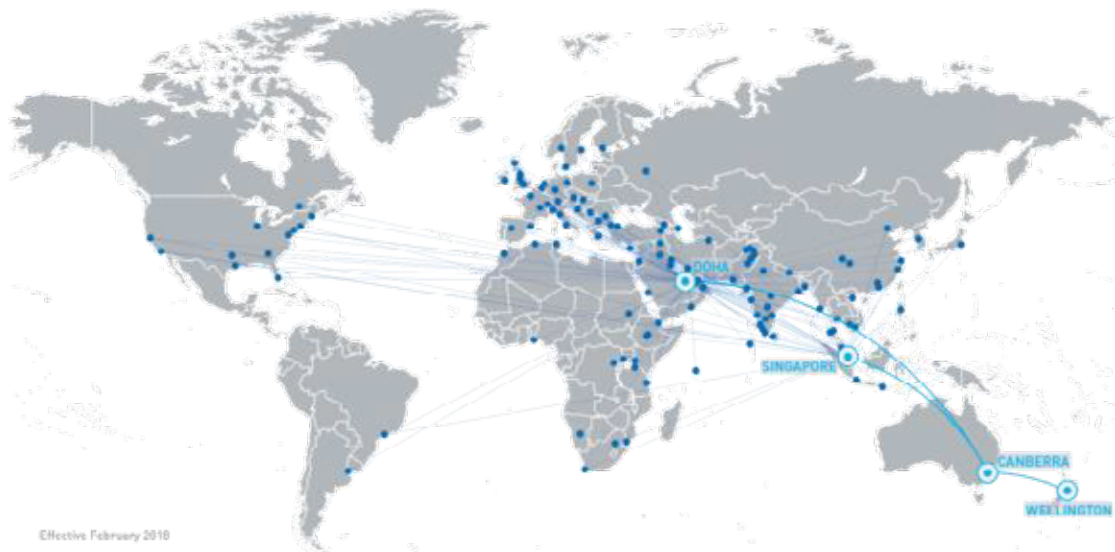 DOHA
SINGAPORE
CANBERRA
WELLINGTON
Effective February 2018